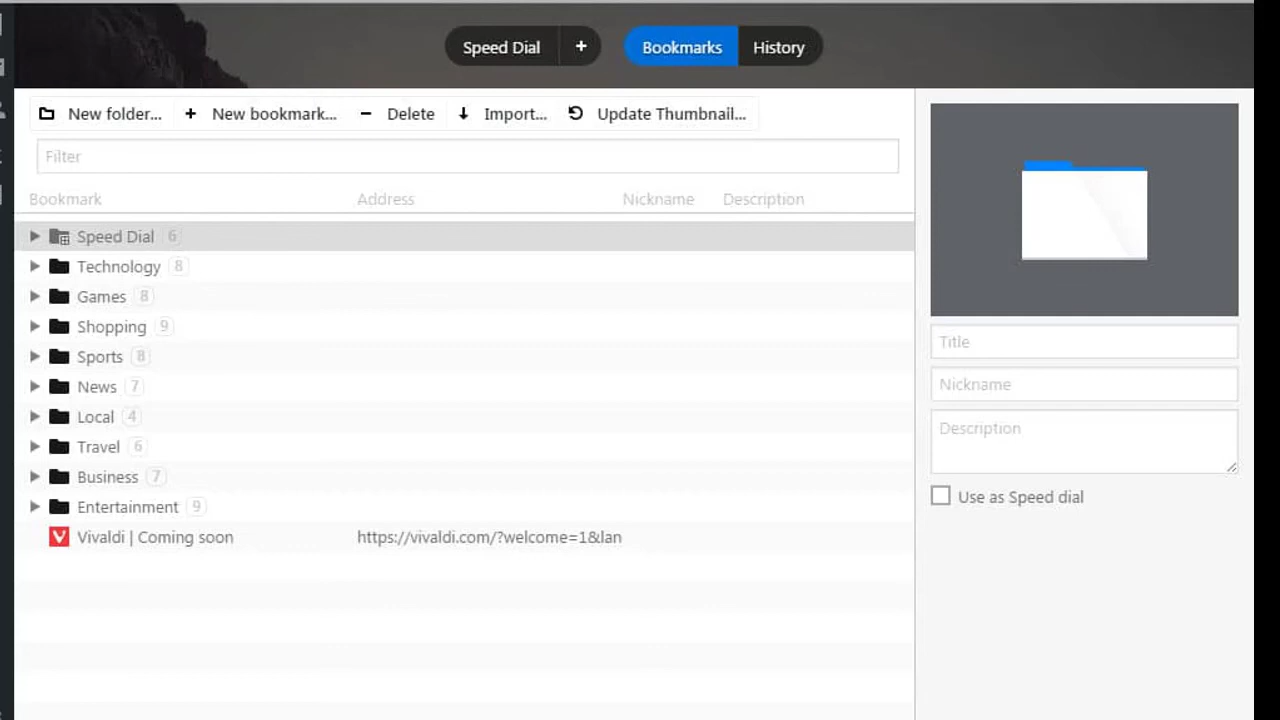 Speed Dial + Bookmarks History
New folder... + New bookmark... Delete Import... Update Thumbnail...
Filter
Bookmark Address Nickname Description
Speed Dial 6
Technology 8
Games 8
Shopping 9
Sports 8
News 7
Local 4
Travel 6
Business 7
Entertainment 9
Vivaldi | Coming soon https://vivaldi.com/?welcome=1&lan
Title
Nickname
Description
Use as Speed dial